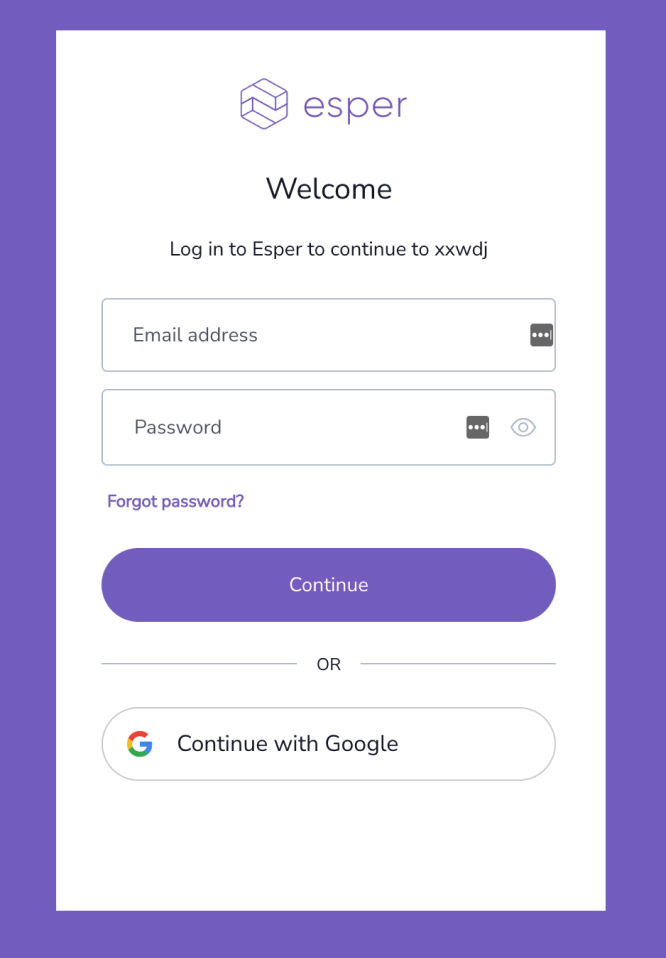 esper
Welcome
Log in to Esper to continue to xxwdj
Email address
Password
Forgot password?
Continue
OR
Continue with Google